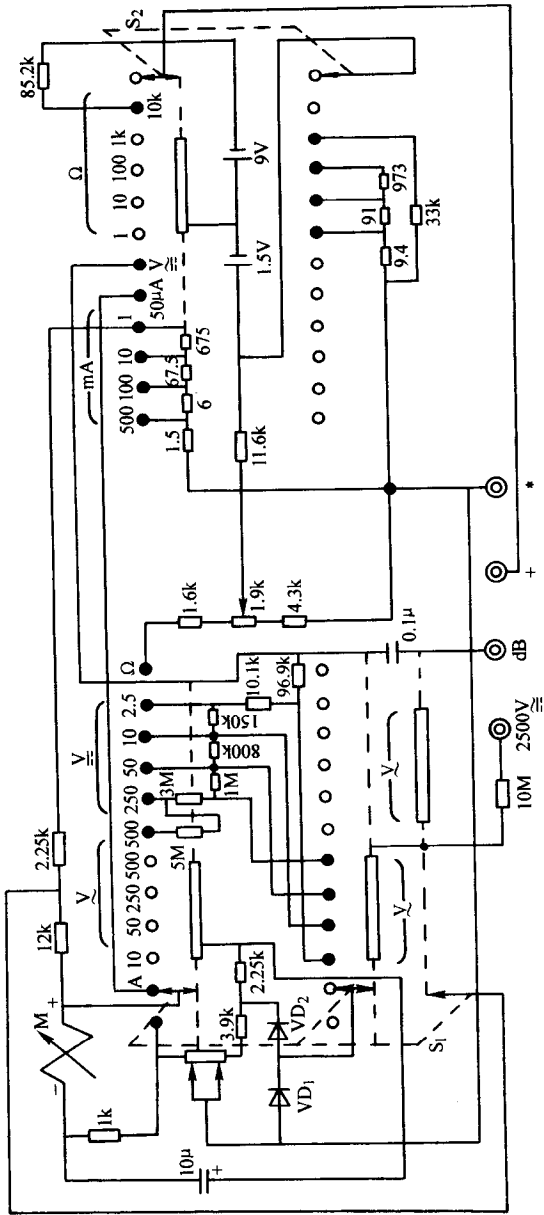 S₂
85.2k
Ω
1 10 100 1k 10k
V≂
50μA
mA
500 100 10 1
1.5 6 67.5 675
1.5V 9V
11.6k
9.4 91 973
33k
1.6k
1.9k
4.3k
*
+
dB
0.1μ
2500V≂
10M
M
− +
12k
2.25k
1k
10μ
+
A 10 50 250 500 500 250 50 10 2.5 Ω
V~
V⎓
5M 3M 1M 800k 150k
10.1k
96.9k
2.25k
3.9k
VD₁ VD₂
S₁
V~
V~